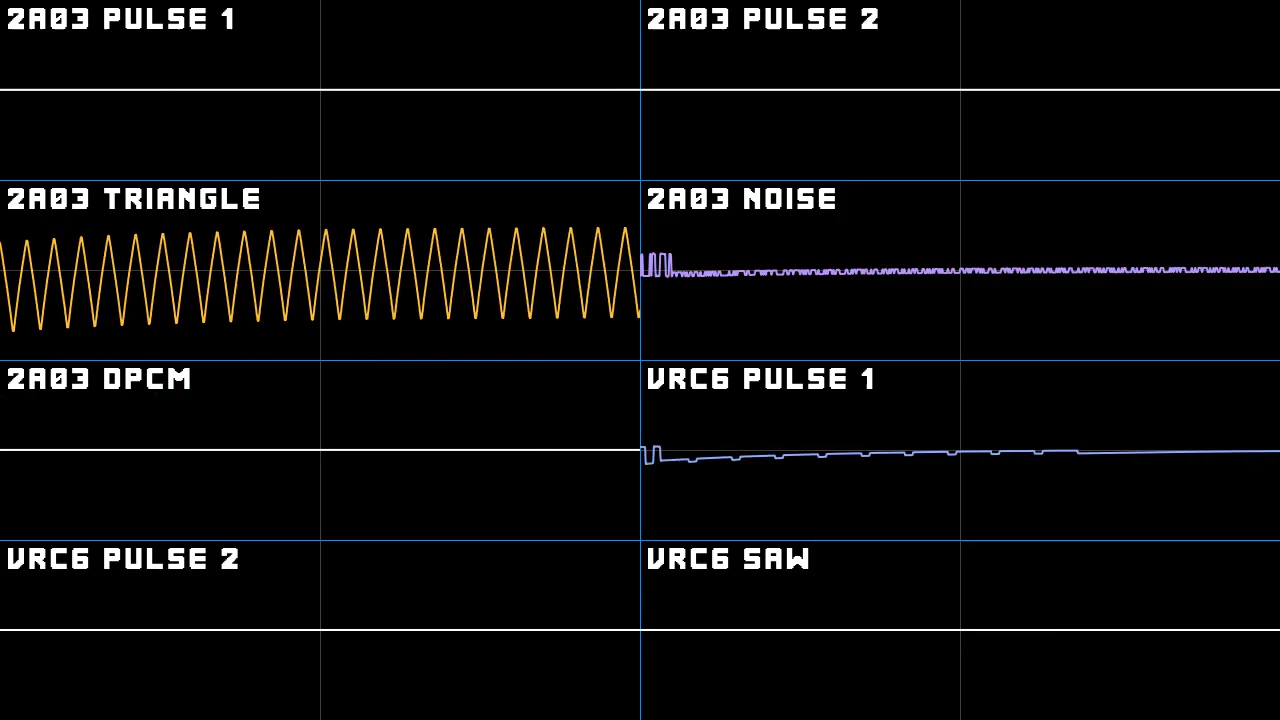 2A03 PULSE 1
2A03 PULSE 2
2A03 TRIANGLE
2A03 NOISE
2A03 DPCM
VRC6 PULSE 1
VRC6 PULSE 2
VRC6 SAW